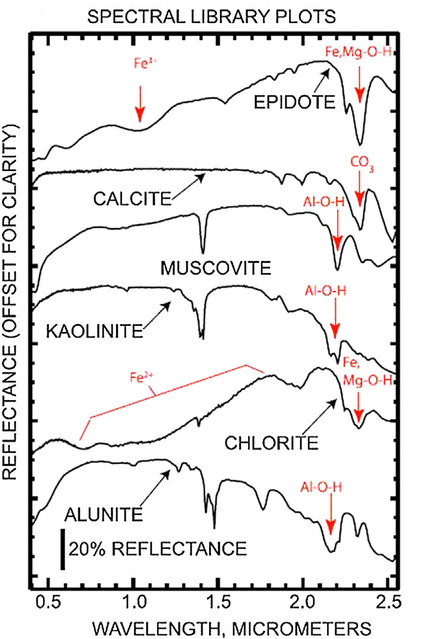 SPECTRAL LIBRARY PLOTS
Fe3+
Fe,Mg-O-H
EPIDOTE
CO3
CALCITE
Al-O-H
MUSCOVITE
Al-O-H
KAOLINITE
Fe2+
Fe,
Mg-O-H
CHLORITE
Al-O-H
ALUNITE
20% REFLECTANCE
REFLECTANCE (OFFSET FOR CLARITY)
0.5 1.0 1.5 2.0 2.5
WAVELENGTH, MICROMETERS